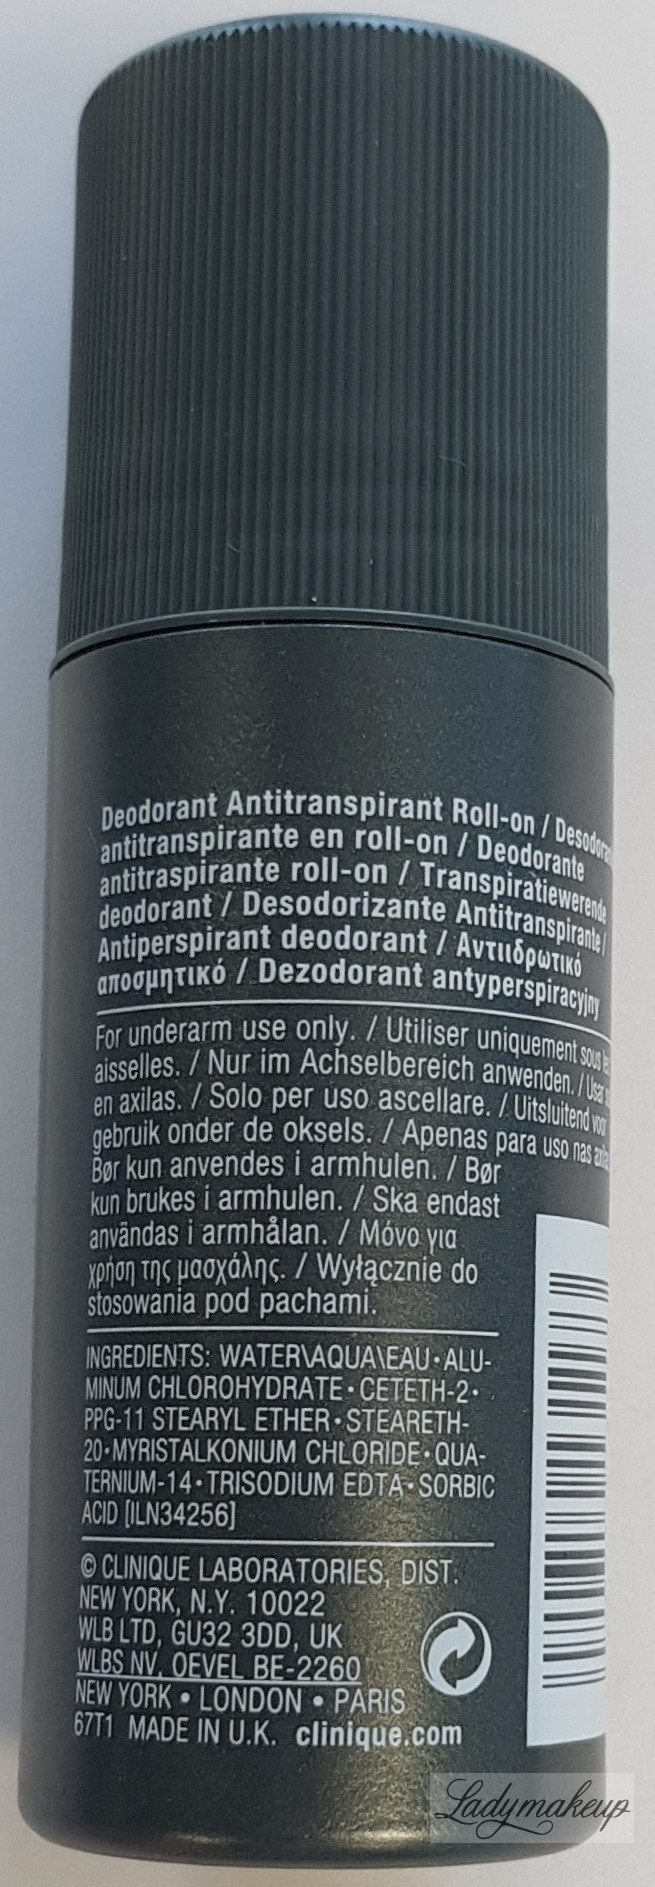 Deodorant Antitranspirant Roll-on / Desodorant
antitranspirante en roll-on / Deodorante
antitraspirante roll-on / Transpiratiewerende
deodorant / Desodorizante Antitranspirante /
Antiperspirant deodorant / Αντιιδρωτικό
αποσμητικό / Dezodorant antyperspiracyjny
For underarm use only. / Utiliser uniquement sous les
aisselles. / Nur im Achselbereich anwenden. / Usar
en axilas. / Solo per uso ascellare. / Uitsluitend voor
gebruik onder de oksels. / Apenas para uso nas
Bør kun anvendes i armhulen. / Bør
kun brukes i armhulen. / Ska endast
användas i armhålan. / Μόνο για
χρήση της μασχάλης. / Wyłącznie do
stosowania pod pachami.
INGREDIENTS: WATER\AQUA\EAU•ALU-
MINUM CHLOROHYDRATE•CETETH-2•
PPG-11 STEARYL ETHER•STEARETH-
20•MYRISTALKONIUM CHLORIDE•QUA-
TERNIUM-14•TRISODIUM EDTA•SORBIC
ACID [ILN34256]
© CLINIQUE LABORATORIES, DIST.
NEW YORK, N.Y. 10022
WLB LTD, GU32 3DD, UK
WLBS NV, OEVEL BE-2260
NEW YORK • LONDON • PARIS
67T1 MADE IN U.K. clinique.com
Ladymakeup